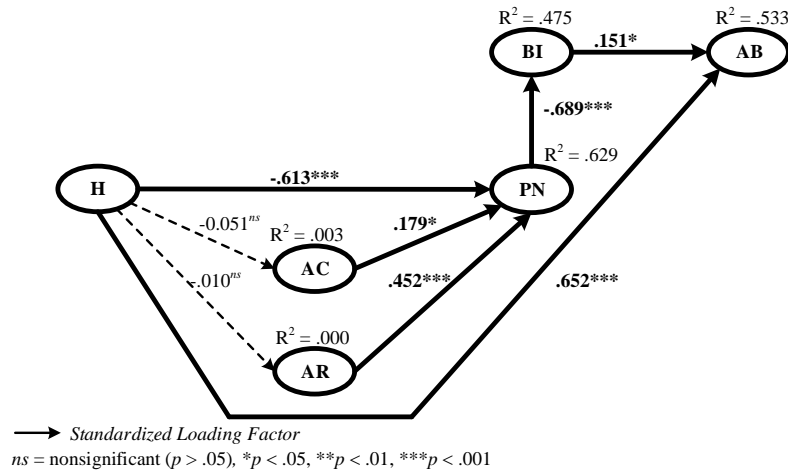 R² = .475
R² = .533
BI
.151*
AB
-.689***
R² = .629
H
-.613***
PN
-0.051ⁿˢ
R² = .003
.179*
AC
-.010ⁿˢ
.452***
.652***
R² = .000
AR
Standardized Loading Factor
ns = nonsignificant (p > .05), *p < .05, **p < .01, ***p < .001